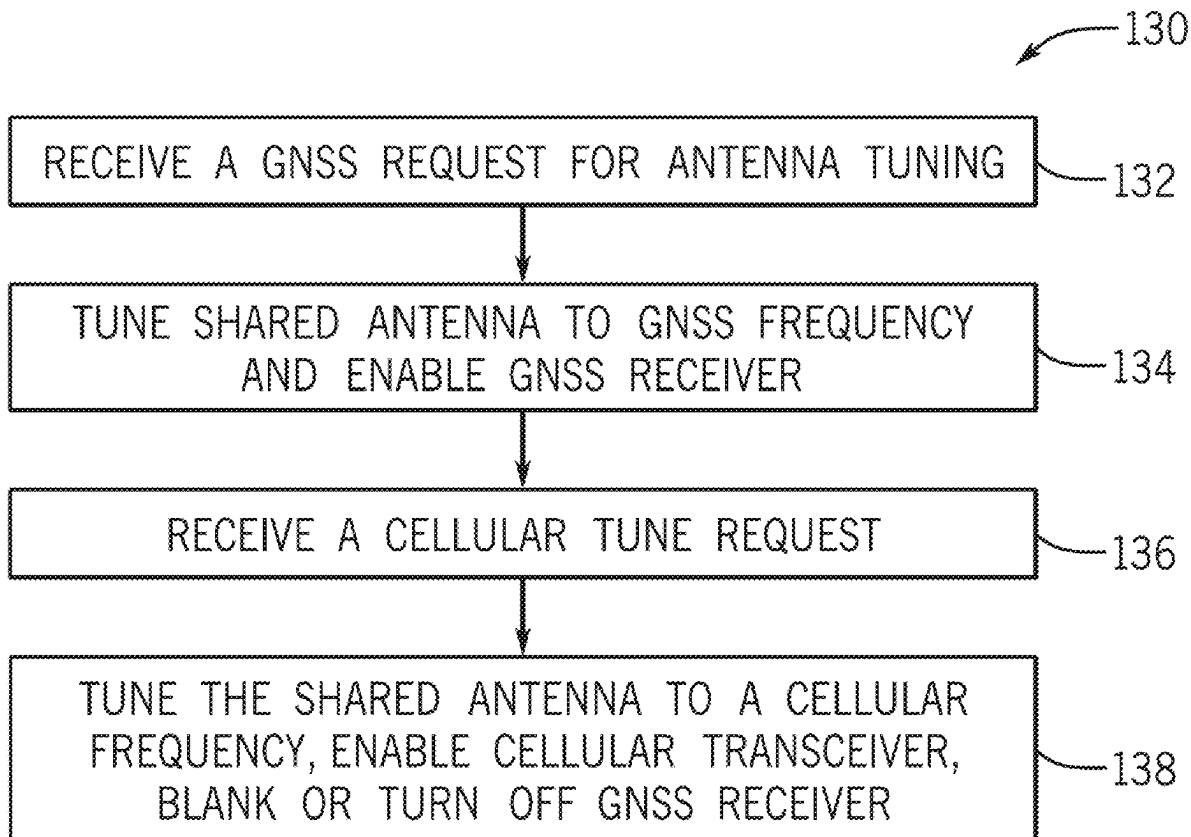 130
RECEIVE A GNSS REQUEST FOR ANTENNA TUNING
132
TUNE SHARED ANTENNA TO GNSS FREQUENCY
AND ENABLE GNSS RECEIVER
134
RECEIVE A CELLULAR TUNE REQUEST
136
TUNE THE SHARED ANTENNA TO A CELLULAR
FREQUENCY, ENABLE CELLULAR TRANSCEIVER,
BLANK OR TURN OFF GNSS RECEIVER
138